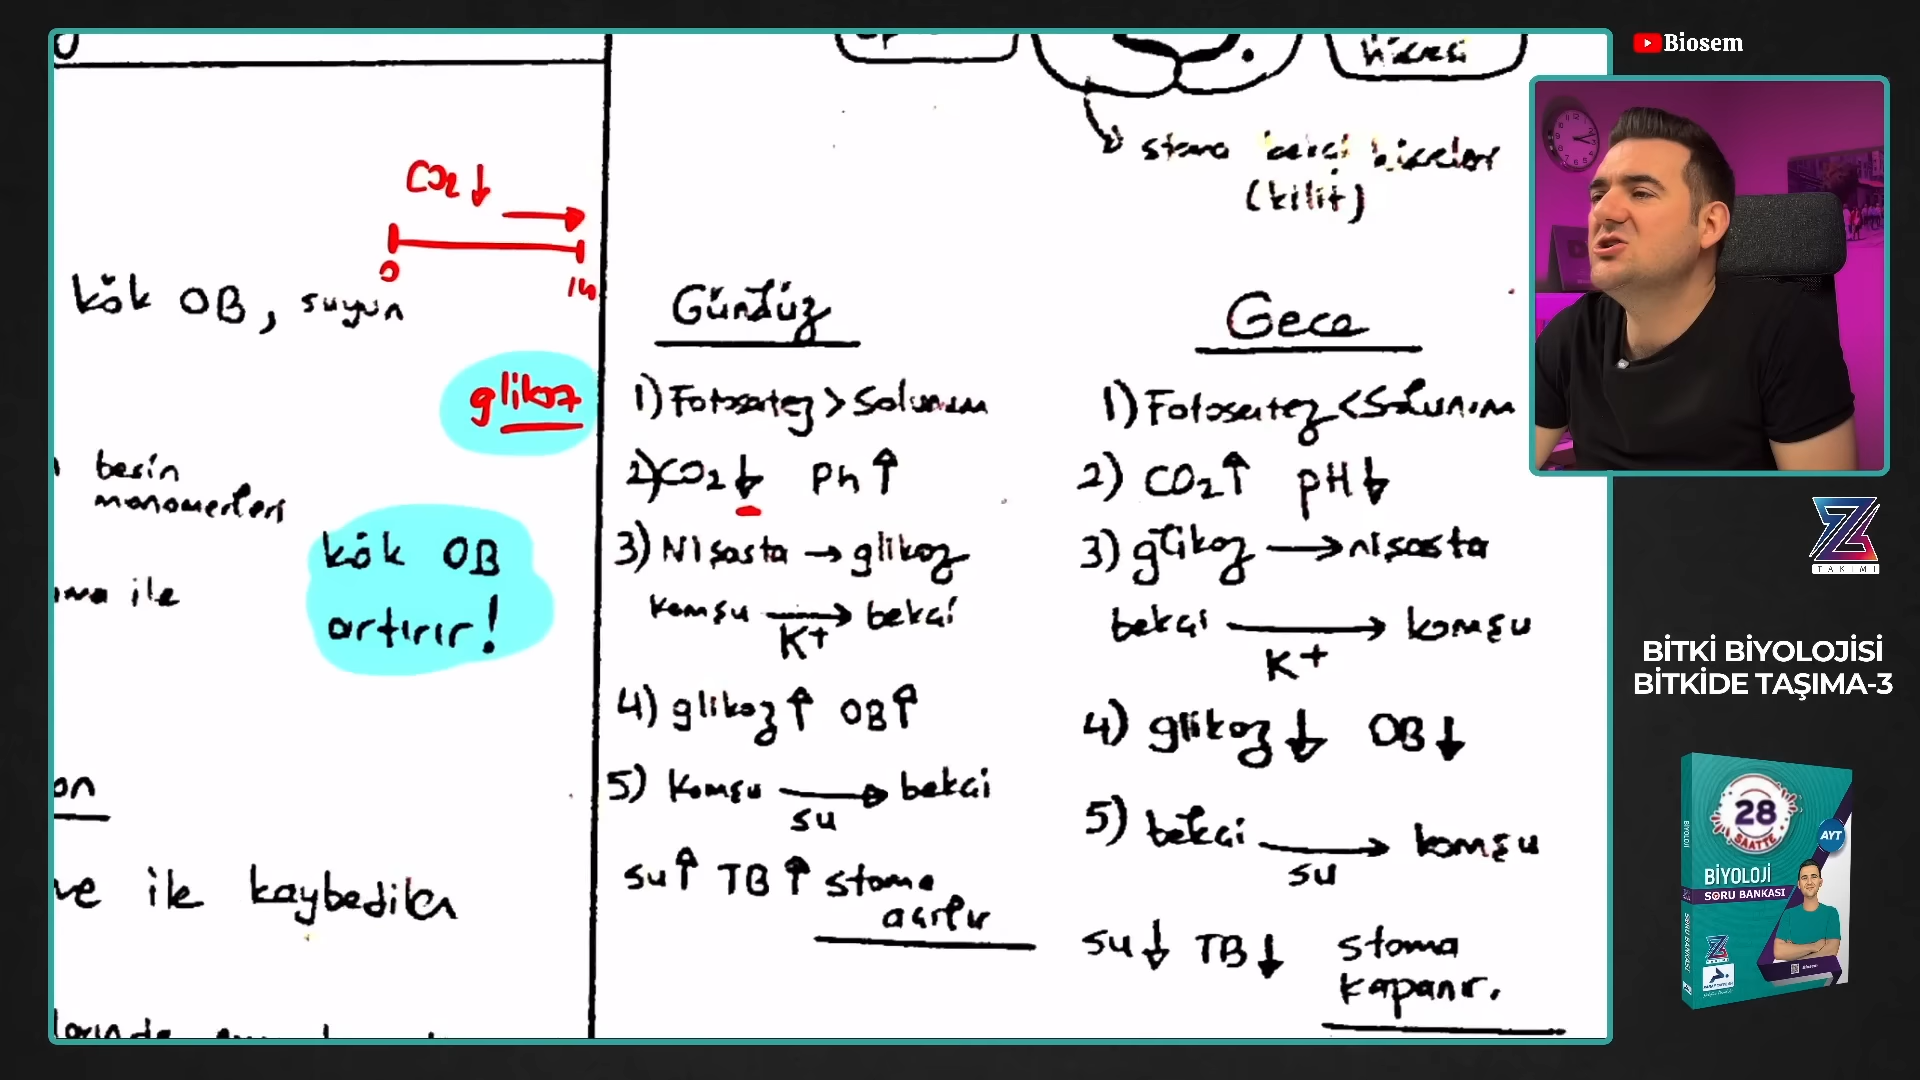 Biosem
hücresi
stoma bekçi hücreleri
(kilit)
CO2 ↓
0 14
kök OB, suyun
glikoz
besin
monomerleri
kök OB
artırır!
ile
ile kaybedilen
Gündüz
1) Fotosentez > Solunum
2) CO2 ↓ Ph ↑
3) Nişasta → glikoz
komşu → bekçi
K+
4) glikoz ↑ OB ↑
5) Komşu → bekçi
su
su ↑ TB ↑ stoma
açılır
Gece
1) Fotosentez < Solunum
2) CO2 ↑ pH ↓
3) glikoz → nişasta
bekçi → komşu
K+
4) glikoz ↓ OB ↓
5) bekçi → komşu
su
su ↓ TB ↓ stoma
kapanır.
Z
TAKIMI
BİTKİ BİYOLOJİSİ
BİTKİDE TAŞIMA-3
28
SAATTE
AYT
BİYOLOJİ
SORU BANKASI